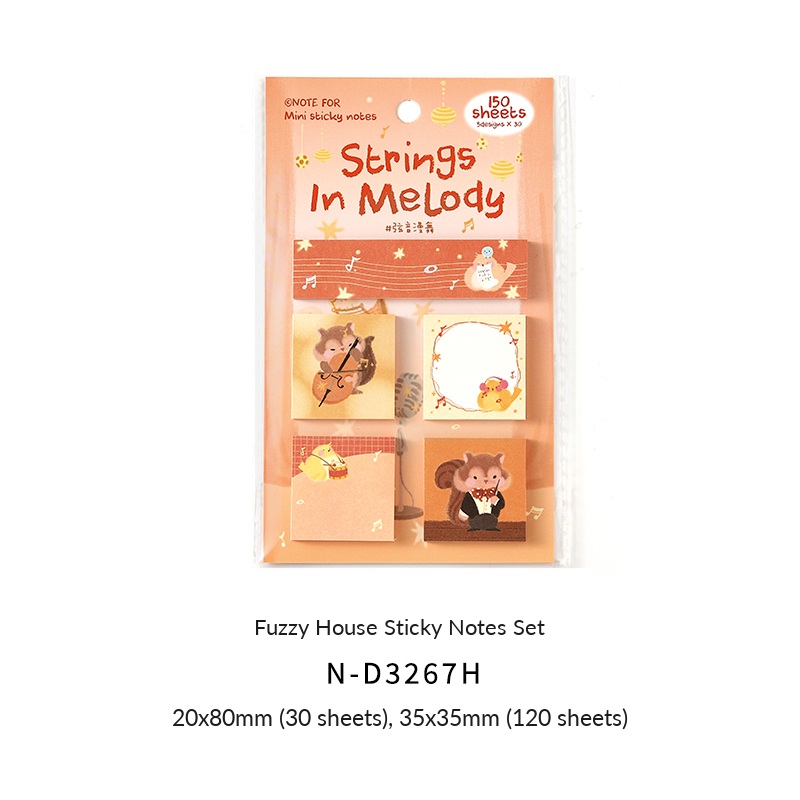 ©NOTE FOR
Mini sticky notes
150
sheets
5designs X 30
Strings
In Melody
#弦音漫舞
Fuzzy House Sticky Notes Set
N-D3267H
20x80mm (30 sheets), 35x35mm (120 sheets)